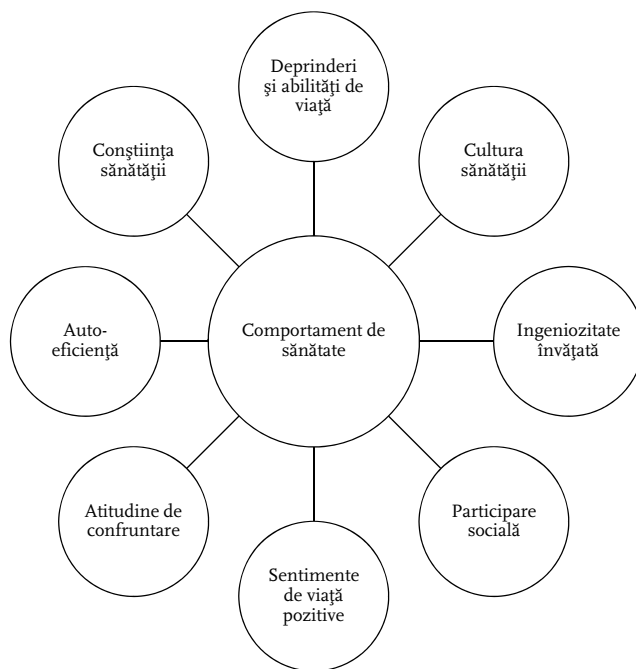 Deprinderi
şi abilităţi de
viaţă
Conştiinţa
sănătăţii
Cultura
sănătăţii
Auto-
eficienţă
Comportament de
sănătate
Ingeniozitate
învăţată
Atitudine de
confruntare
Participare
socială
Sentimente
de viaţă
pozitive